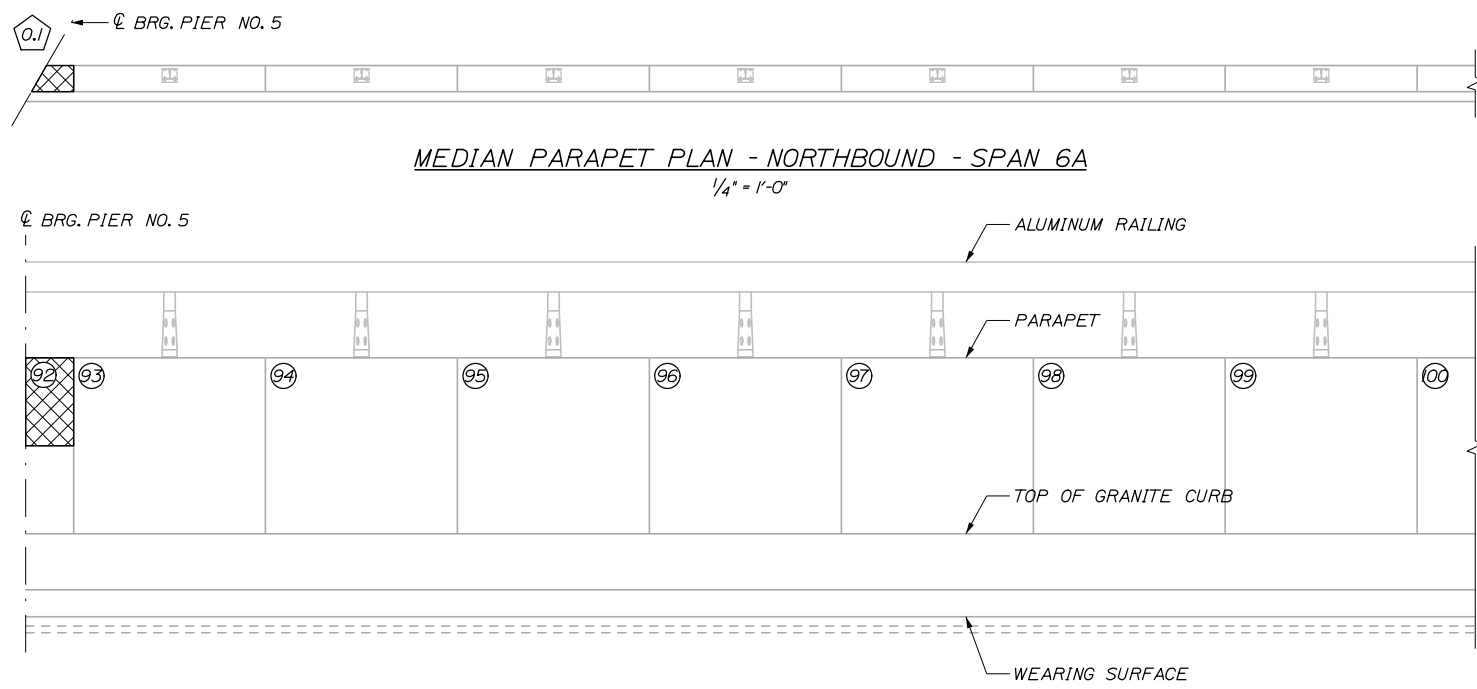 0.1
℄ BRG. PIER NO. 5
MEDIAN PARAPET PLAN - NORTHBOUND - SPAN 6A
1/4" = 1'-0"
℄ BRG. PIER NO. 5
ALUMINUM RAILING
PARAPET
92 93 94 95 96 97 98 99 100
TOP OF GRANITE CURB
WEARING SURFACE